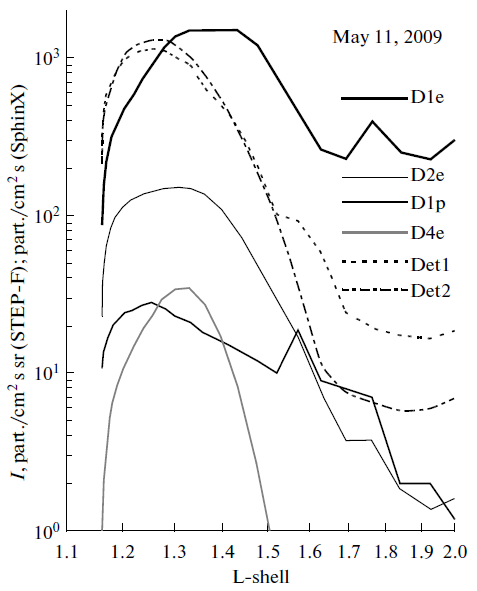 May 11, 2009
10³
D1e
D2e
10²
D1p
D4e
Det1
Det2
10¹
10⁰
1.1 1.2 1.3 1.4 1.5 1.6 1.7 1.8 1.9 2.0
L-shell
I, part./cm² s sr (STEP-F); part./cm² s (SphinX)